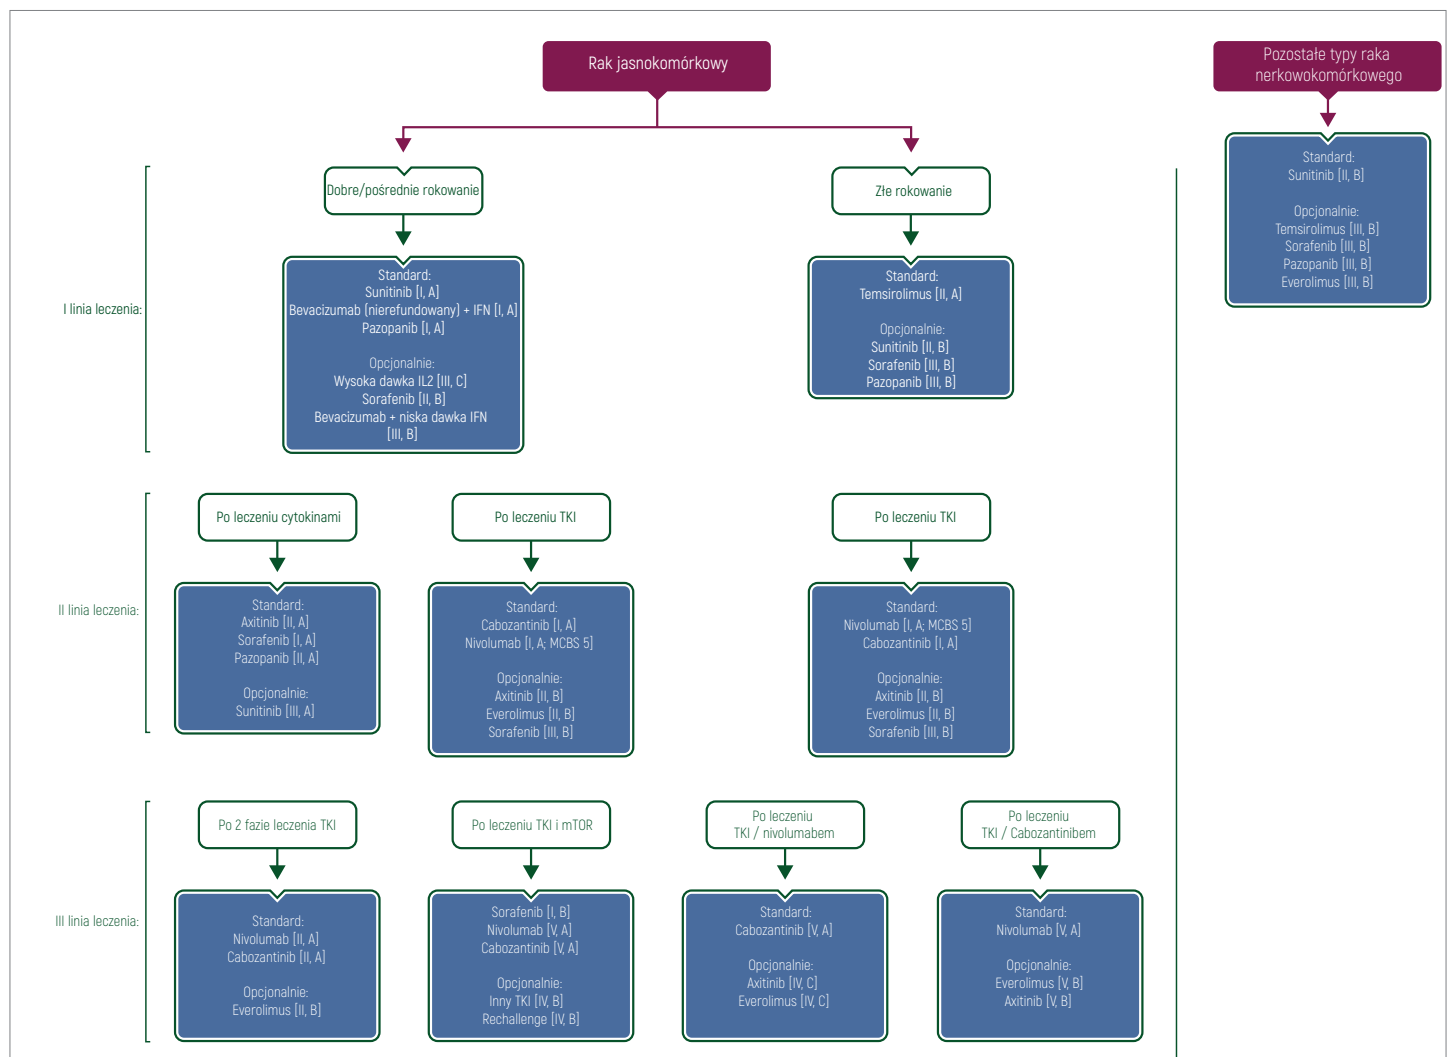 Rak jasnokomórkowy
Pozostałe typy raka
nerkowokomórkowego
Standard:
Sunitinib [II, B]
Opcjonalnie:
Temsirolimus [III, B]
Sorafenib [III, B]
Pazopanib [III, B]
Everolimus [III, B]
I linia leczenia:
Dobre/pośrednie rokowanie
Standard:
Sunitinib [I, A]
Bevacizumab (nierefundowany) + IFN [I, A]
Pazopanib [I, A]
Opcjonalnie:
Wysoka dawka IL2 [III, C]
Sorafenib [II, B]
Bevacizumab + niska dawka IFN
[III, B]
Złe rokowanie
Standard:
Temsirolimus [II, A]
Opcjonalnie:
Sunitinib [II, B]
Sorafenib [III, B]
Pazopanib [III, B]
II linia leczenia:
Po leczeniu cytokinami
Standard:
Axitinib [II, A]
Sorafenib [I, A]
Pazopanib [II, A]
Opcjonalnie:
Sunitinib [III, A]
Po leczeniu TKI
Standard:
Cabozantinib [I, A]
Nivolumab [I, A; MCBS 5]
Opcjonalnie:
Axitinib [II, B]
Everolimus [II, B]
Sorafenib [III, B]
Po leczeniu TKI
Standard:
Nivolumab [I, A; MCBS 5]
Cabozantinib [I, A]
Opcjonalnie:
Axitinib [II, B]
Everolimus [II, B]
Sorafenib [III, B]
III linia leczenia:
Po 2 fazie leczenia TKI
Standard:
Nivolumab [II, A]
Cabozantinib [II, A]
Opcjonalnie:
Everolimus [II, B]
Po leczeniu TKI i mTOR
Sorafenib [I, B]
Nivolumab [V, A]
Cabozantinib [V, A]
Opcjonalnie:
Inny TKI [IV, B]
Rechallenge [IV, B]
Po leczeniu
TKI / nivolumabem
Standard:
Cabozantinib [V, A]
Opcjonalnie:
Axitinib [IV, C]
Everolimus [IV, C]
Po leczeniu
TKI / Cabozantinibem
Standard:
Nivolumab [V, A]
Opcjonalnie:
Everolimus [V, B]
Axitinib [V, B]